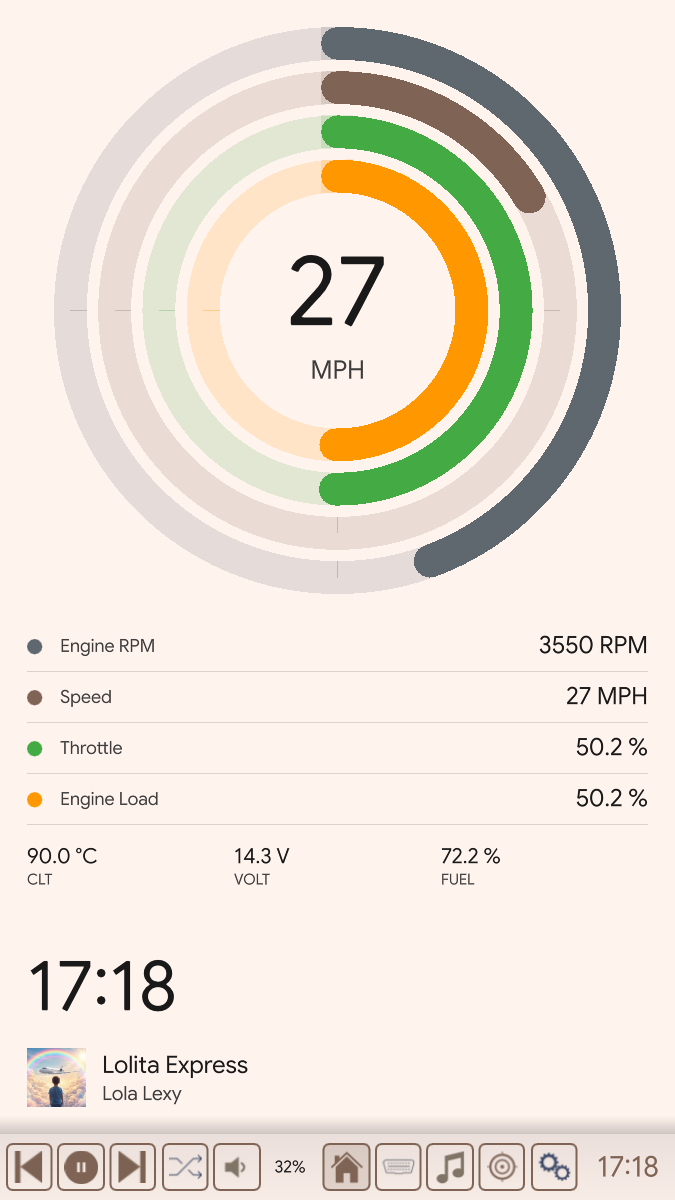 27
MPH
Engine RPM 3550 RPM
Speed 27 MPH
Throttle 50.2 %
Engine Load 50.2 %
90.0 °C 14.3 V 72.2 %
CLT VOLT FUEL
17:18
Lolita Express
Lola Lexy
32% 17:18